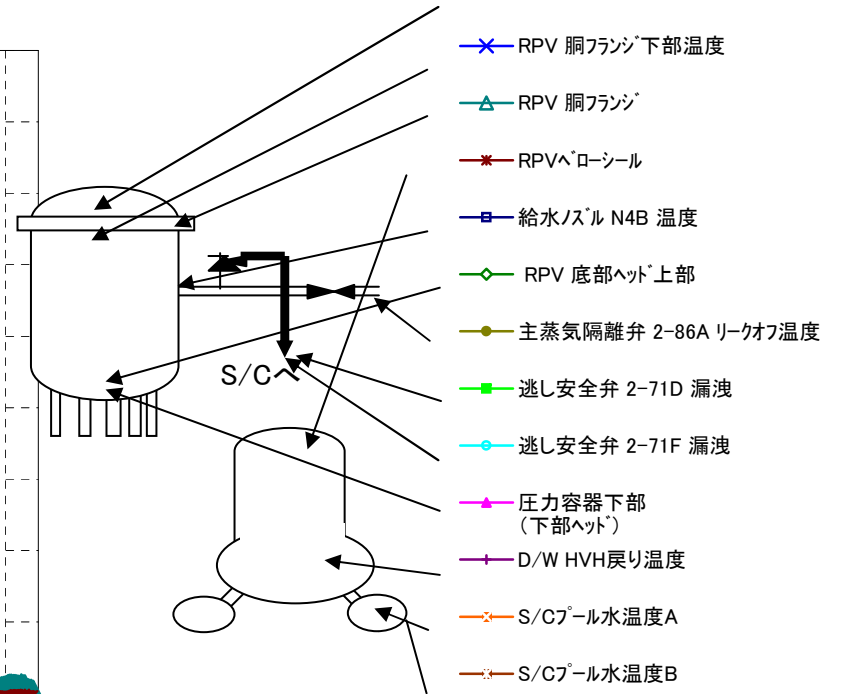 RPV 胴ﾌﾗﾝｼﾞ下部温度
RPV 胴ﾌﾗﾝｼﾞ
RPVﾍﾞﾛｰｼｰﾙ
給水ﾉｽﾞﾙ N4B 温度
RPV 底部ﾍｯﾄﾞ上部
主蒸気隔離弁 2-86A ﾘｰｸｵﾌ温度
逃し安全弁 2-71D 漏洩
逃し安全弁 2-71F 漏洩
圧力容器下部
(下部ﾍｯﾄﾞ)
D/W HVH戻り温度
S/Cﾌﾟｰﾙ水温度A
S/Cﾌﾟｰﾙ水温度B
S/Cへ